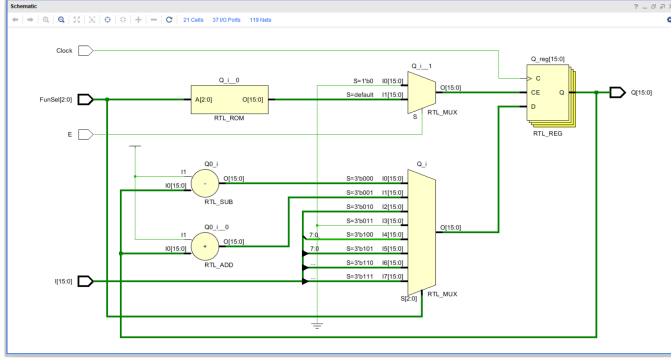 Schematic
21 Cells 37 I/O Ports 119 Nets
Clock
Q_i__0
Q_i__1
Q_reg[15:0]
S=1'b0 I0[15:0]
O[15:0]
C
FunSel[2:0]
A[2:0] O[15:0]
S=default I1[15:0]
CE Q
Q[15:0]
S
RTL_MUX
D
RTL_ROM
RTL_REG
E
Q0_i
Q_i
I1
O[15:0]
S=3'b000 I0[15:0]
I0[15:0]
-
S=3'b001 I1[15:0]
RTL_SUB
S=3'b010 I2[15:0]
Q0_i__0
S=3'b011 I3[15:0]
O[15:0]
I1
7:0 S=3'b100 I4[15:0]
O[15:0]
I0[15:0]
+
7:0 S=3'b101 I5[15:0]
RTL_ADD
... S=3'b110 I6[15:0]
I[15:0]
... S=3'b111 I7[15:0]
S[2:0]
RTL_MUX